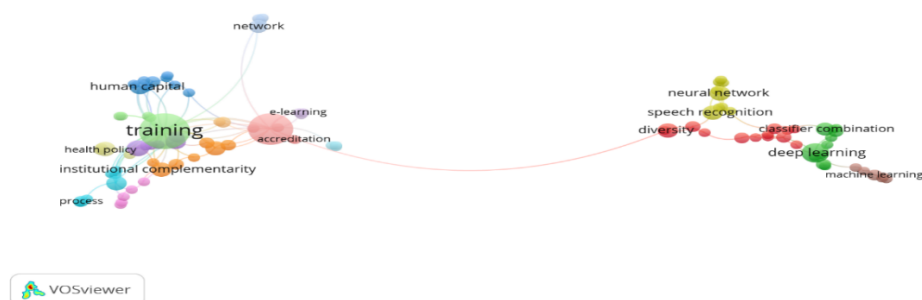 network
human capital
e-learning
training
accreditation
health policy
institutional complementarity
process
neural network
speech recognition
diversity
classifier combination
deep learning
machine learning
VOSviewer